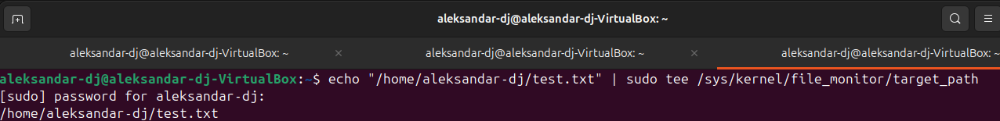 aleksandar-dj@aleksandar-dj-VirtualBox: ~
aleksandar-dj@aleksandar-dj-VirtualBox: ~ × aleksandar-dj@aleksandar-dj-VirtualBox: ~ × aleksandar-dj@aleksandar-dj-VirtualBox: ~
aleksandar-dj@aleksandar-dj-VirtualBox:~$ echo "/home/aleksandar-dj/test.txt" | sudo tee /sys/kernel/file_monitor/target_path
[sudo] password for aleksandar-dj:
/home/aleksandar-dj/test.txt